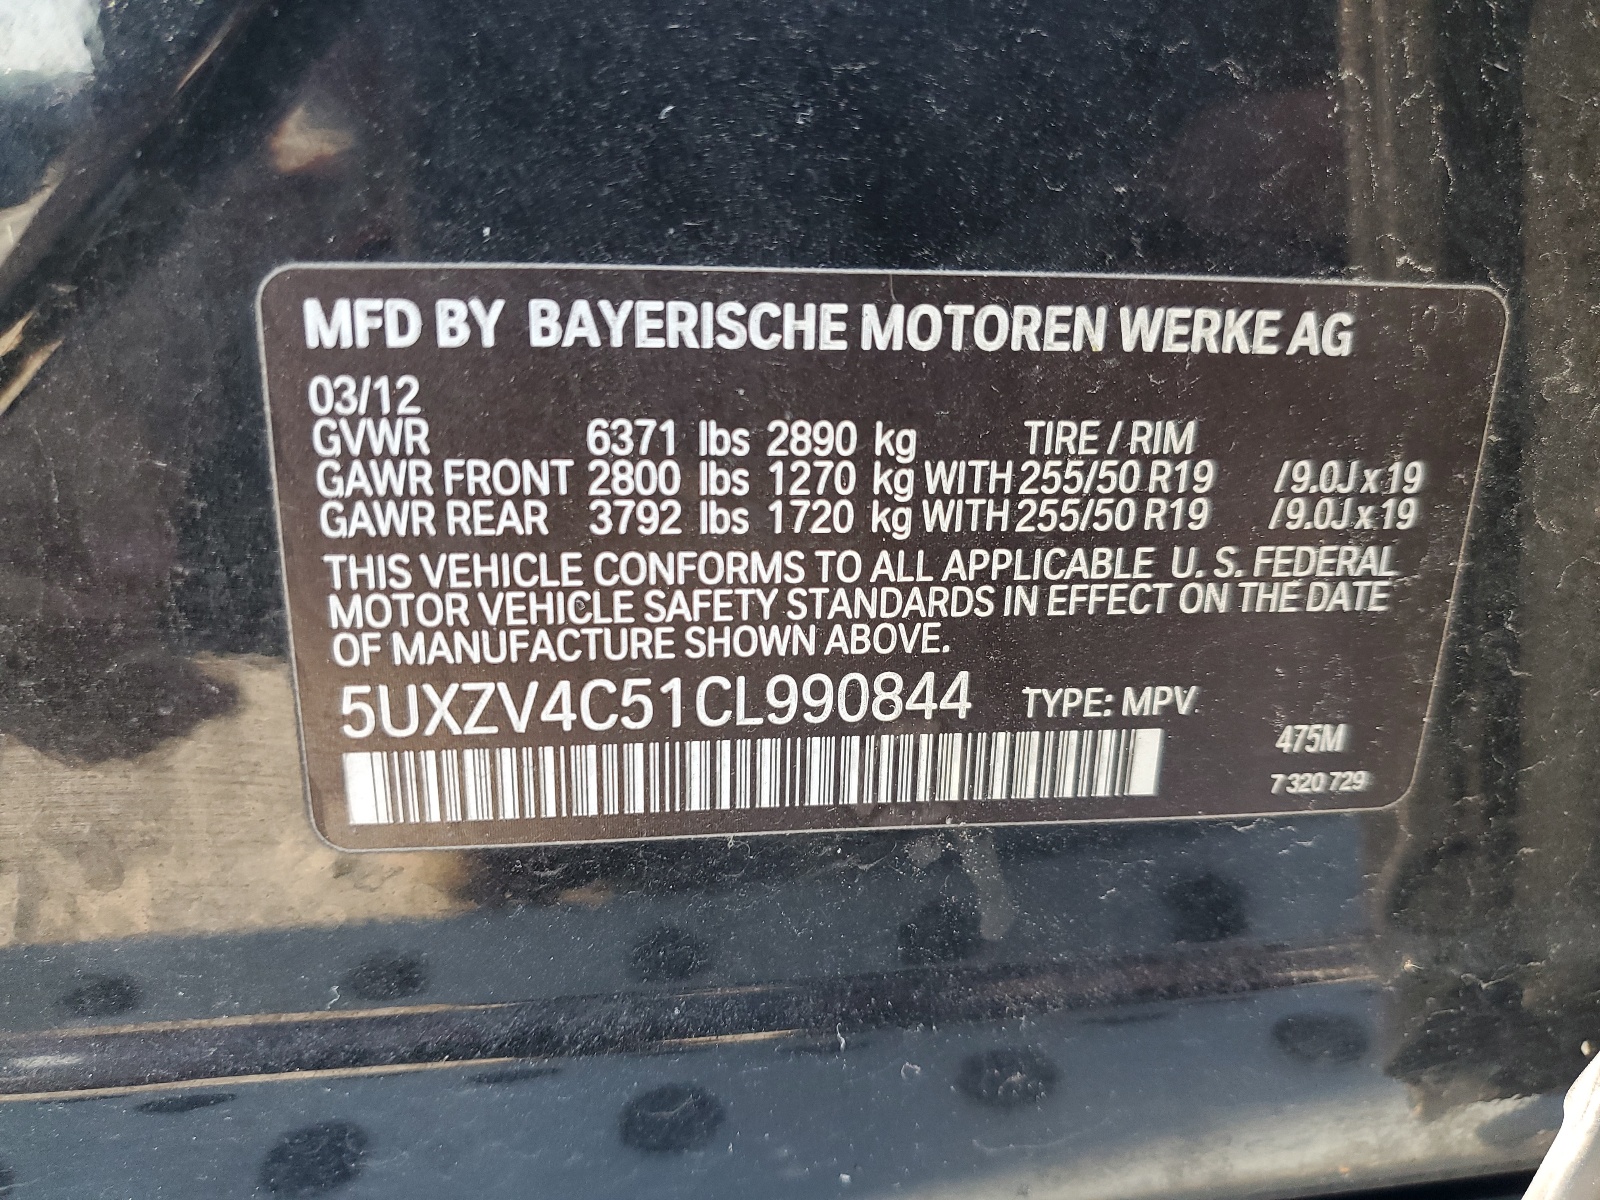 MFD BY BAYERISCHE MOTOREN WERKE AG
03/12
GVWR 6371 lbs 2890 kg TIRE / RIM
GAWR FRONT 2800 lbs 1270 kg WITH 255/50 R19 /9.0J x 19
GAWR REAR 3792 lbs 1720 kg WITH 255/50 R19 /9.0J x 19
THIS VEHICLE CONFORMS TO ALL APPLICABLE U. S. FEDERAL
MOTOR VEHICLE SAFETY STANDARDS IN EFFECT ON THE DATE
OF MANUFACTURE SHOWN ABOVE.
5UXZV4C51CL990844 TYPE: MPV
475M
7 320 729